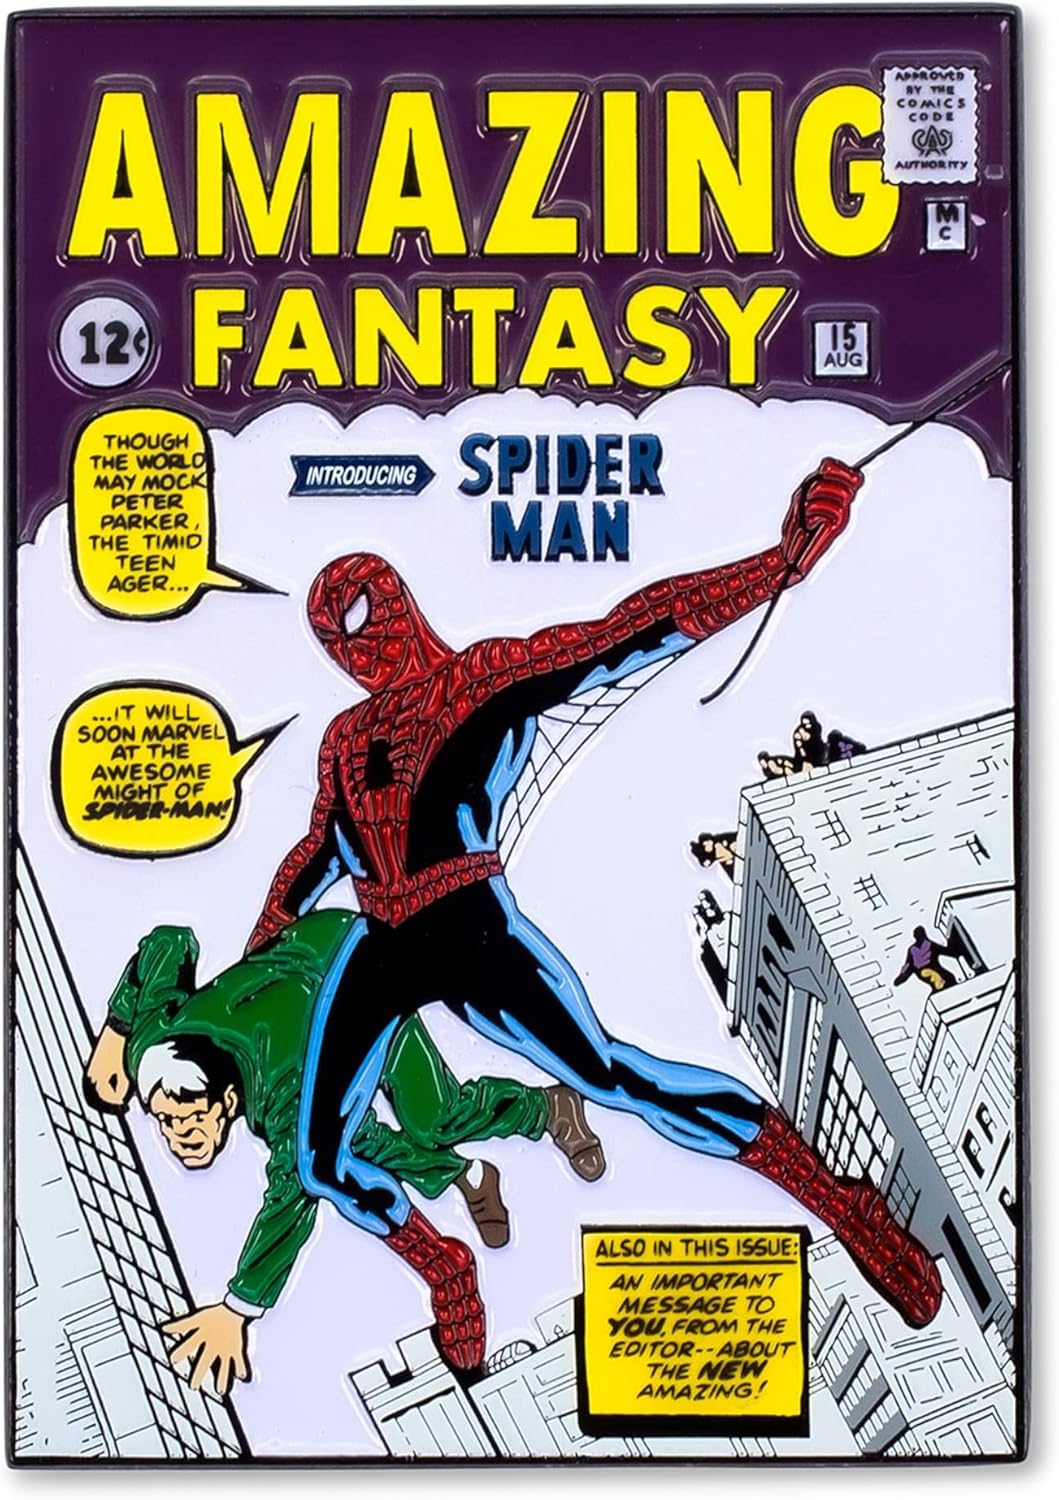 AMAZING
FANTASY
APPROVED
BY THE
COMICS
CODE
CA
AUTHORITY
M
C
12¢
15
AUG
THOUGH
THE WORLD
MAY MOCK
PETER
PARKER,
THE TIMID
TEEN
AGER...
INTRODUCING
SPIDER
MAN
...IT WILL
SOON MARVEL
AT THE
AWESOME
MIGHT OF
SPIDER-MAN!
ALSO IN THIS ISSUE:
AN IMPORTANT
MESSAGE TO
YOU, FROM THE
EDITOR--ABOUT
THE NEW
AMAZING!